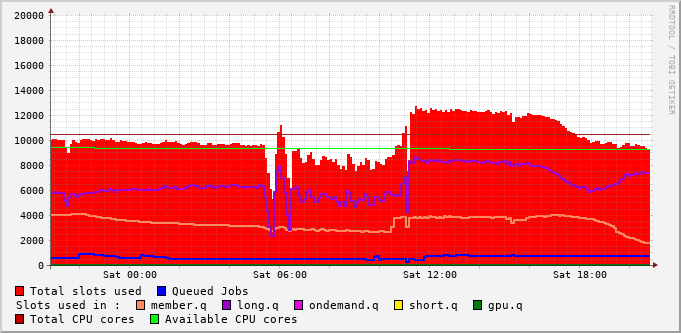 20000
18000
16000
14000
12000
10000
8000
6000
4000
2000
0
Sat 00:00 Sat 06:00 Sat 12:00 Sat 18:00
RRDTOOL / TOBI OETIKER
Total slots used Queued Jobs
Slots used in : member.q long.q ondemand.q short.q gpu.q
Total CPU cores Available CPU cores